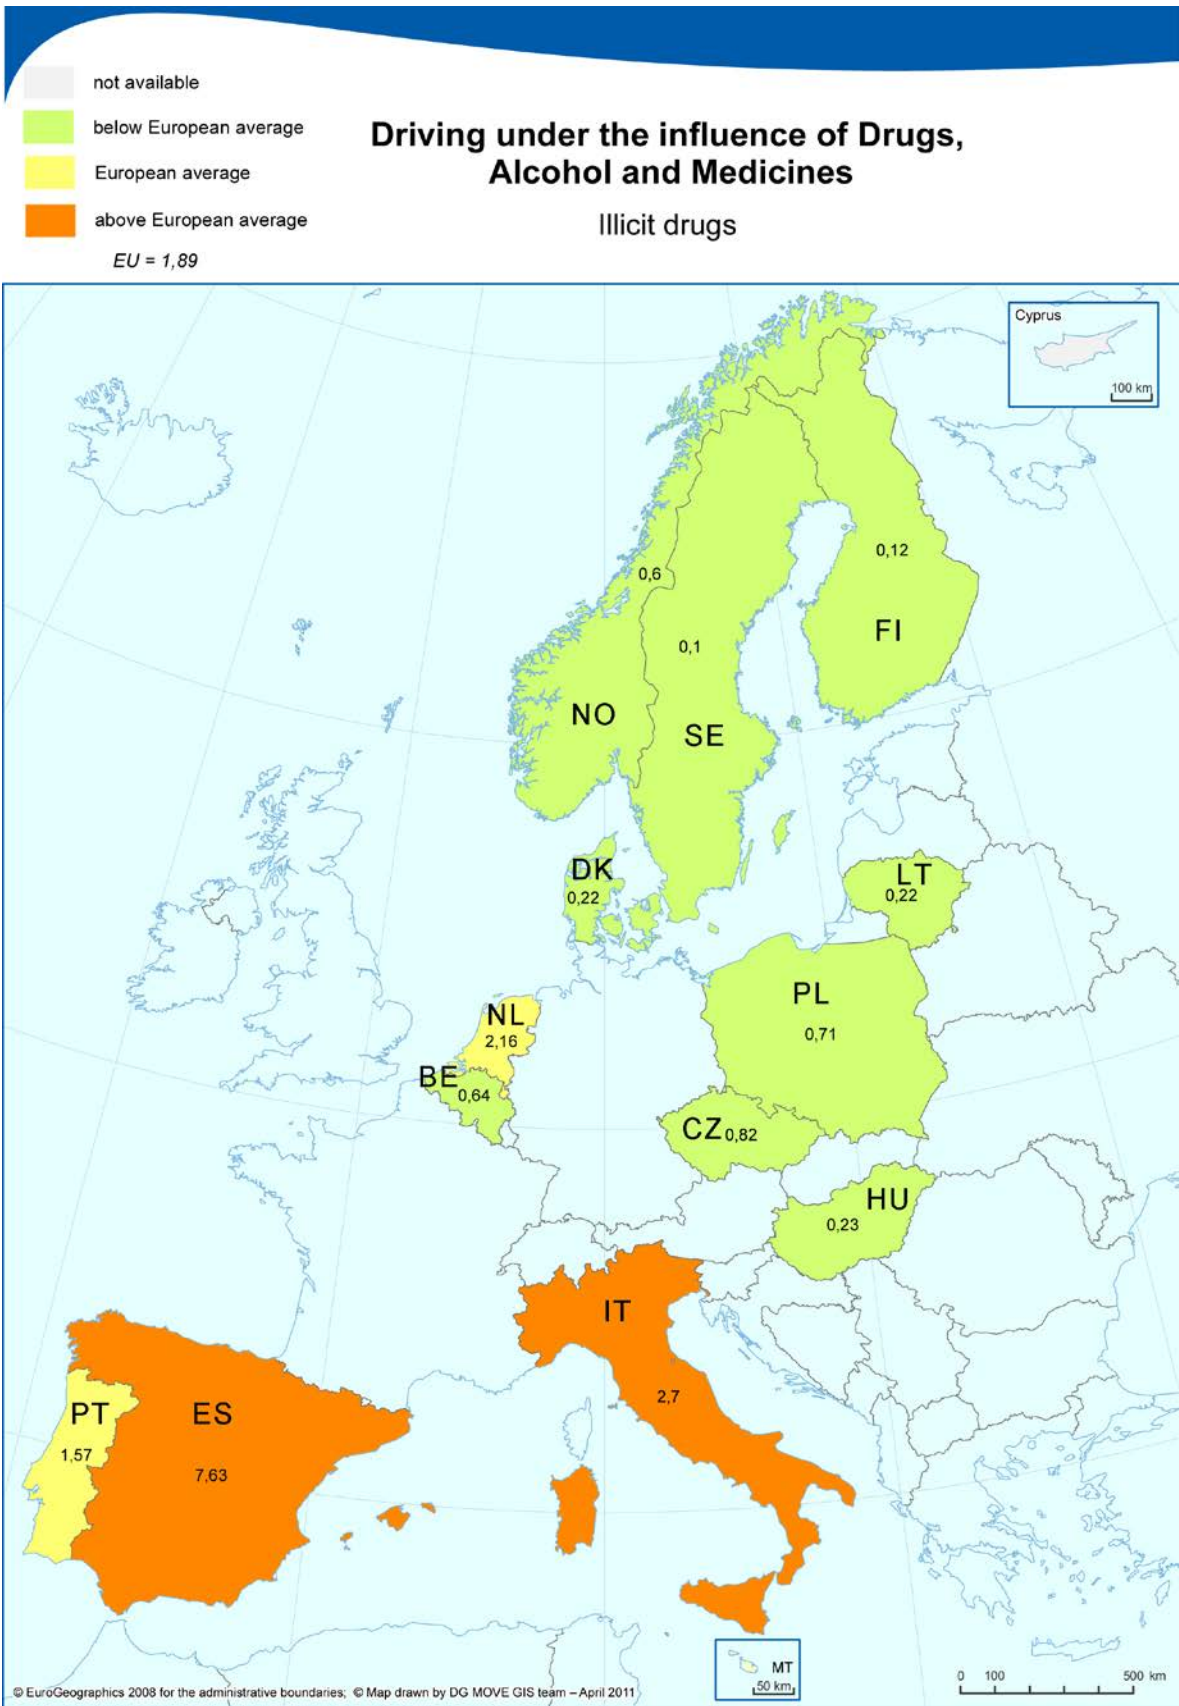 not available
below European average
European average
above European average
EU = 1,89
Driving under the influence of Drugs,
Alcohol and Medicines
Illicit drugs
Cyprus
100 km
0,12
0,6
FI
0,1
NO
SE
DK
0,22
LT
0,22
PL
0,71
NL
2,16
BE
0,64
CZ 0,82
HU
0,23
IT
2,7
PT
1,57
ES
7,63
MT
50 km
0 100 500 km
© EuroGeographics 2008 for the administrative boundaries; © Map drawn by DG MOVE GIS team – April 2011